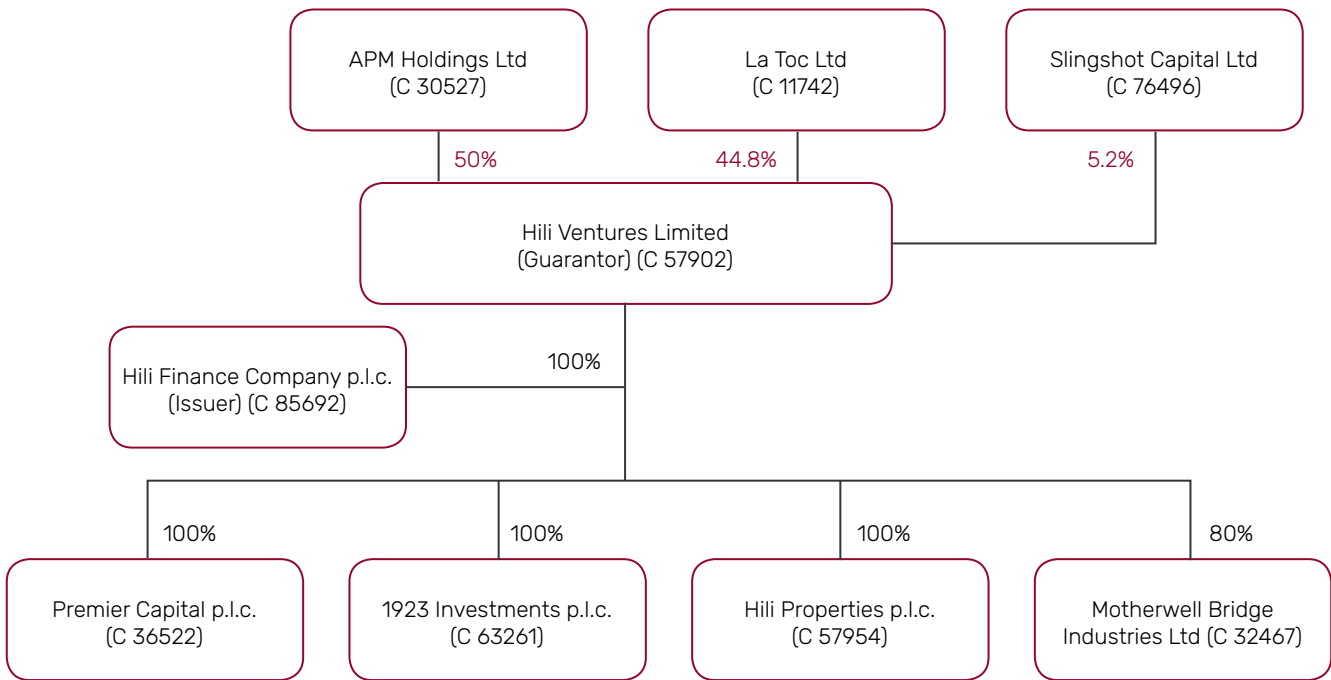 APM Holdings Ltd
(C 30527)
La Toc Ltd
(C 11742)
Slingshot Capital Ltd
(C 76496)
50%
44.8%
5.2%
Hili Ventures Limited
(Guarantor) (C 57902)
Hili Finance Company p.l.c.
(Issuer) (C 85692)
100%
100%
100%
100%
80%
Premier Capital p.l.c.
(C 36522)
1923 Investments p.l.c.
(C 63261)
Hili Properties p.l.c.
(C 57954)
Motherwell Bridge
Industries Ltd (C 32467)